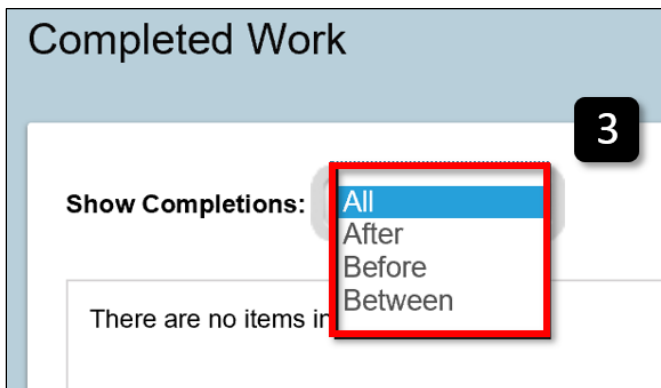 Completed Work
3
Show Completions:
All
After
Before
Between
There are no items in